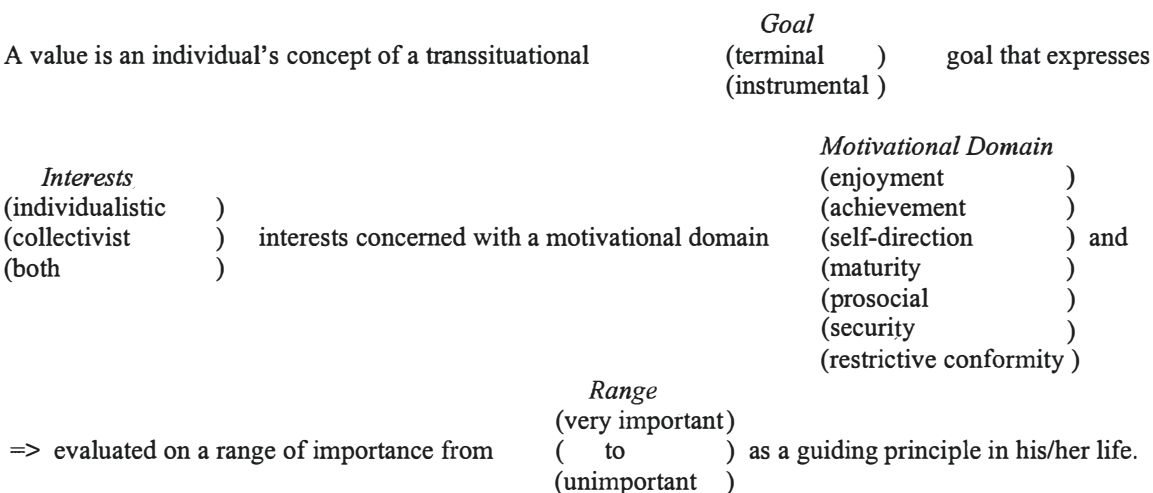 Goal
A value is an individual's concept of a transsituational (terminal ) goal that expresses
(instrumental )
Motivational Domain
Interests (enjoyment )
(individualistic ) (achievement )
(collectivist ) interests concerned with a motivational domain (self-direction ) and
(both ) (maturity )
(prosocial )
(security )
(restrictive conformity )
Range
(very important)
=> evaluated on a range of importance from ( to ) as a guiding principle in his/her life.
(unimportant )